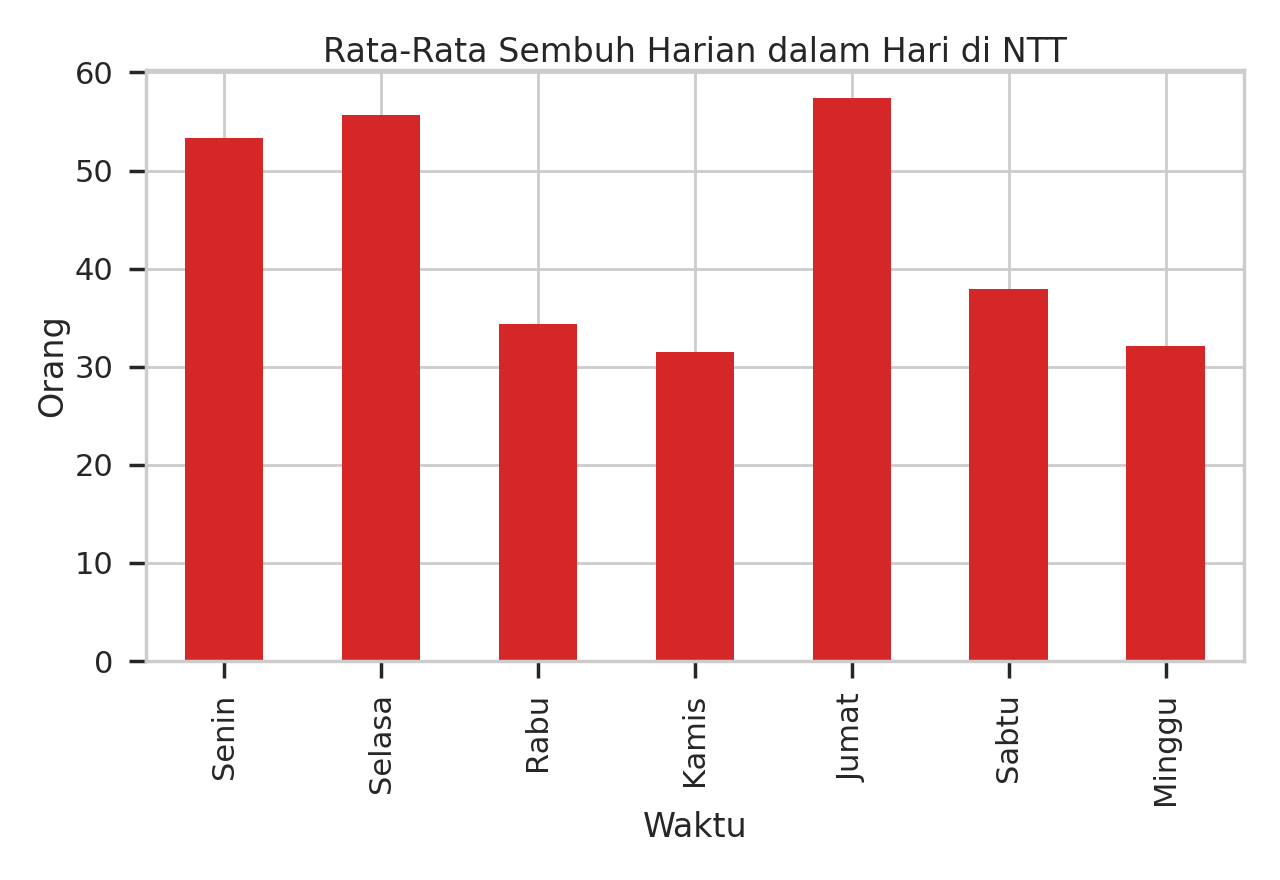 Rata-Rata Sembuh Harian dalam Hari di NTT
60
50
40
30
20
10
0
Orang
Senin
Selasa
Rabu
Kamis
Jumat
Sabtu
Minggu
Waktu